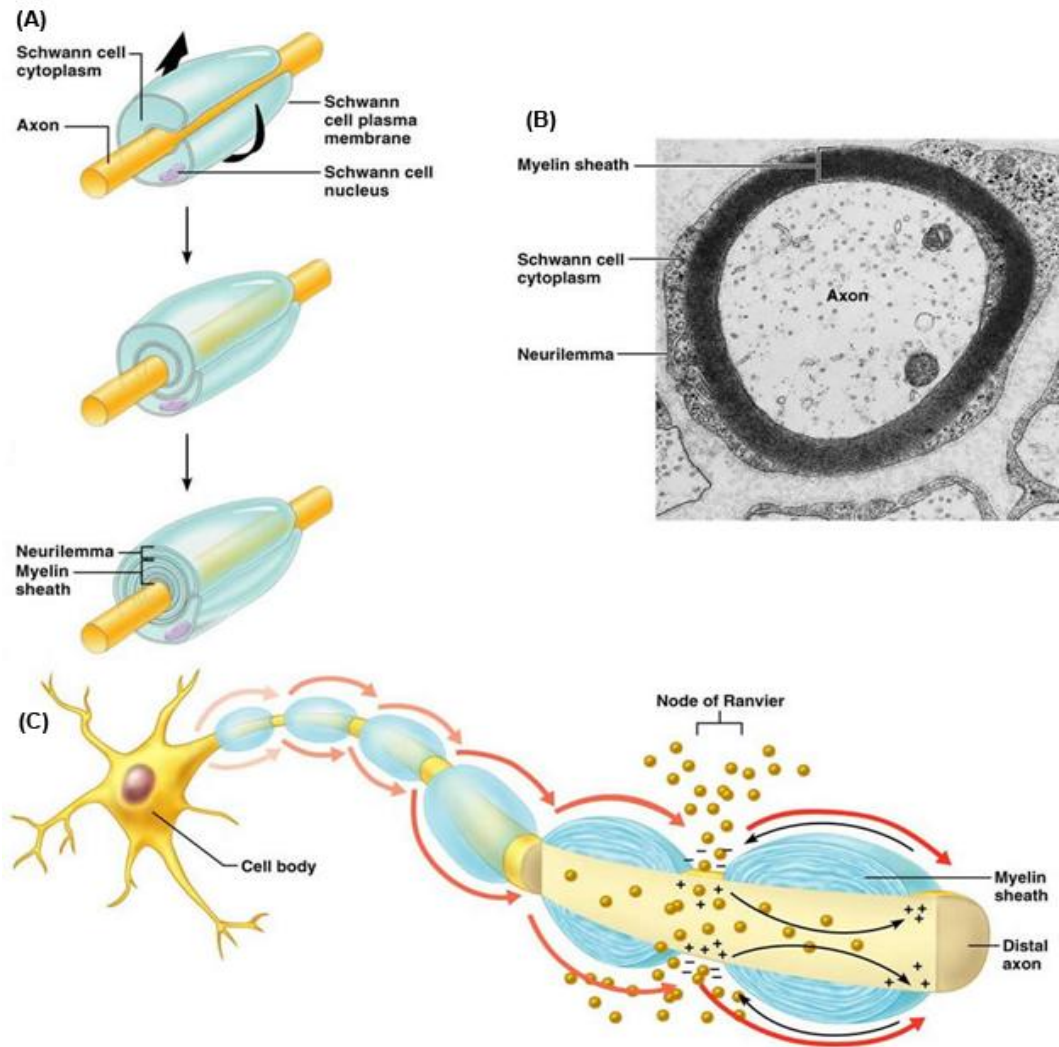 (A)
Schwann cell
cytoplasm
Axon
Schwann
cell plasma
membrane
Schwann cell
nucleus
Neurilemma
Myelin
sheath
(B)
Myelin sheath
Schwann cell
cytoplasm
Neurilemma
Axon
(C)
Cell body
Node of Ranvier
Myelin
sheath
Distal
axon